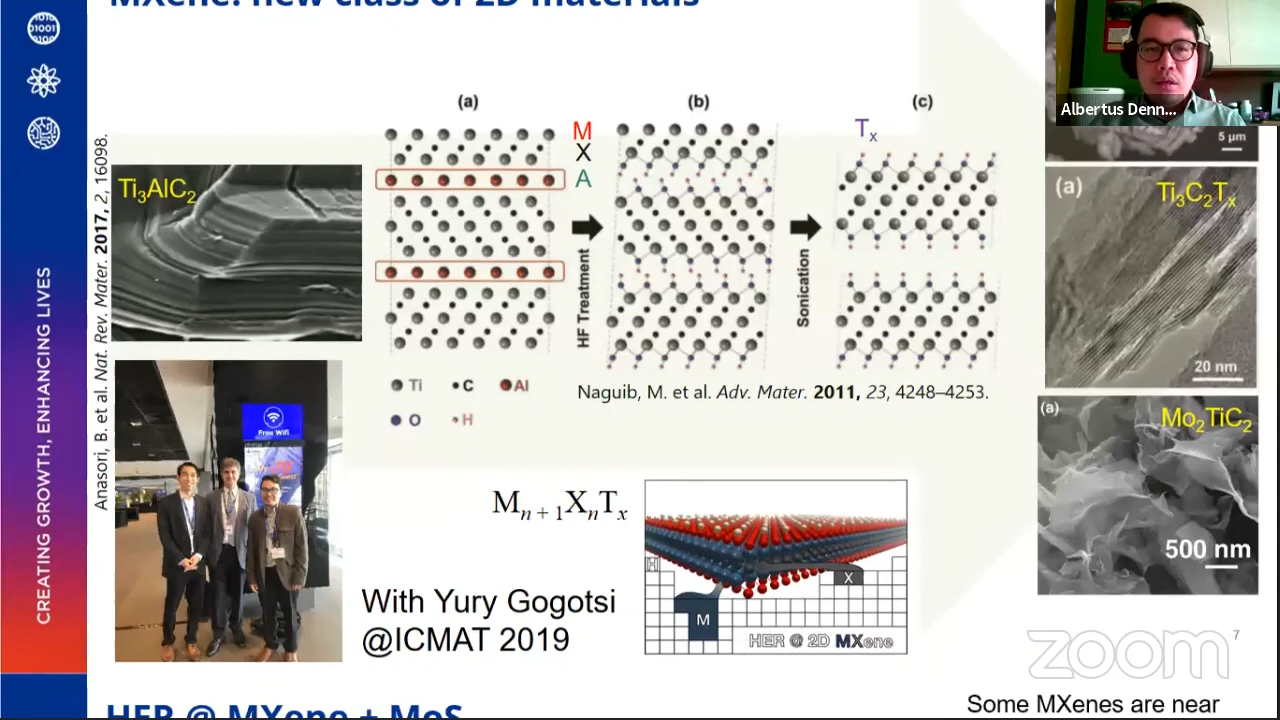 MXene: new class of 2D materials
CREATING GROWTH, ENHANCING LIVES
Anasori, B. et al. Nat. Rev. Mater. 2017, 2, 16098.
Ti3AlC2
(a)
M
X
A
HF Treatment
(b)
Sonication
(c)
Tx
Ti
C
Al
O
H
Naguib, M. et al. Adv. Mater. 2011, 23, 4248–4253.
Free Wifi
Mn + 1XnTx
With Yury Gogotsi
@ICMAT 2019
H
M
X
HER @ 2D MXene
Albertus Denn...
5 µm
(a)
Ti3C2Tx
20 nm
(a)
Mo2TiC2
500 nm
zoom
7
HER @ MXene + MoS
Some MXenes are near